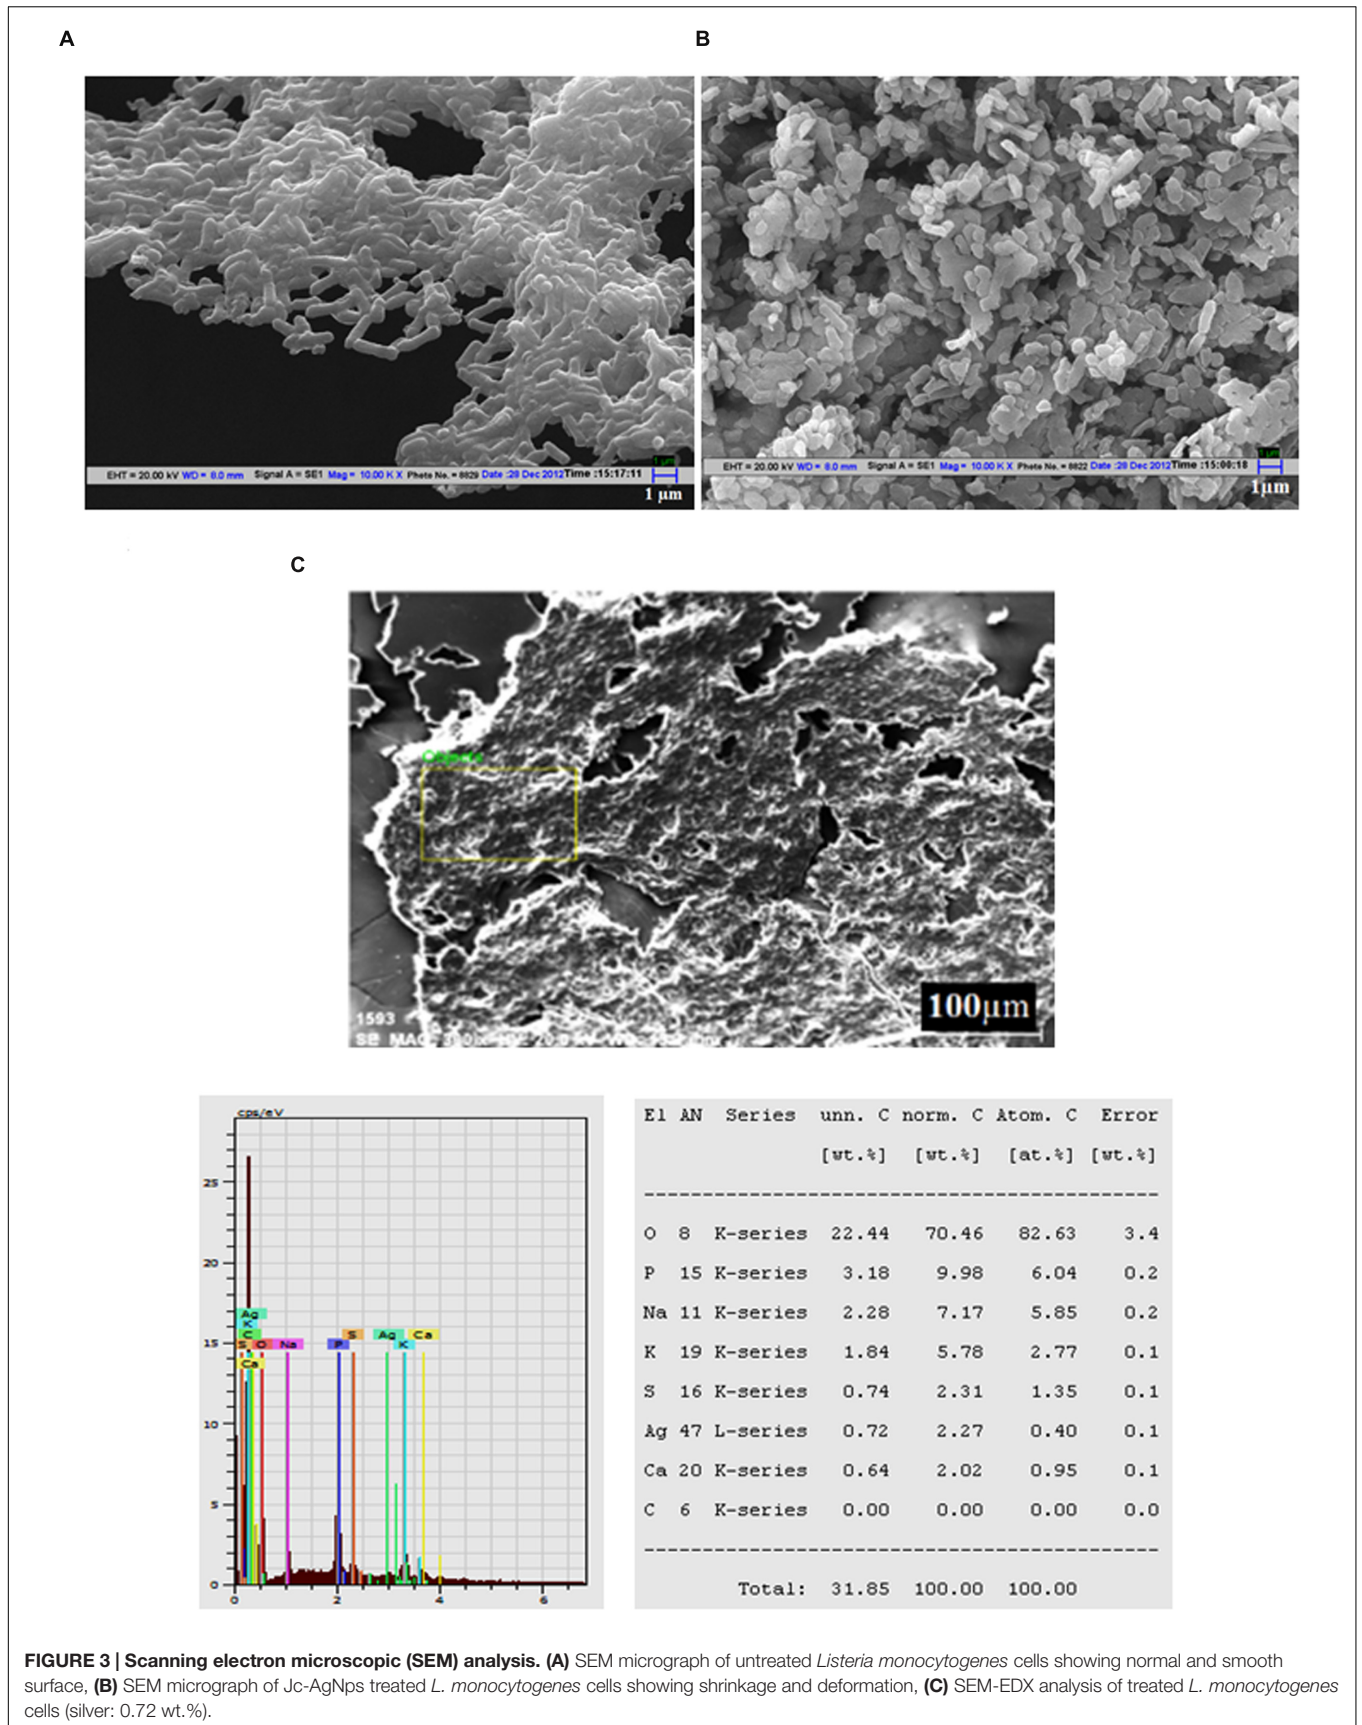 A
B
EHT = 20.00 kV WD = 8.0 mm Signal A = SE1 Mag = 10.00 K X Photo No. = 8829 Date :28 Dec 2012 Time :15:17:11
1 µm
1 µm
EHT = 20.00 kV WD = 8.0 mm Signal A = SE1 Mag = 10.00 K X Photo No. = 8822 Date :28 Dec 2012 Time :15:00:18
1 µm
1µm
C
Objects
100µm
1593
SE MAG
cps/eV
25
20
15
10
5
0
Ag
K
C
S O Na P S Ag K Ca
Ca
0 2 4 6
El AN Series unn. C norm. C Atom. C Error
[wt.%] [wt.%] [at.%] [wt.%]
---------------------------------------------
O 8 K-series 22.44 70.46 82.63 3.4
P 15 K-series 3.18 9.98 6.04 0.2
Na 11 K-series 2.28 7.17 5.85 0.2
K 19 K-series 1.84 5.78 2.77 0.1
S 16 K-series 0.74 2.31 1.35 0.1
Ag 47 L-series 0.72 2.27 0.40 0.1
Ca 20 K-series 0.64 2.02 0.95 0.1
C 6 K-series 0.00 0.00 0.00 0.0
---------------------------------------------
Total: 31.85 100.00 100.00
FIGURE 3 | Scanning electron microscopic (SEM) analysis. (A) SEM micrograph of untreated Listeria monocytogenes cells showing normal and smooth
surface, (B) SEM micrograph of Jc-AgNps treated L. monocytogenes cells showing shrinkage and deformation, (C) SEM-EDX analysis of treated L. monocytogenes
cells (silver: 0.72 wt.%).